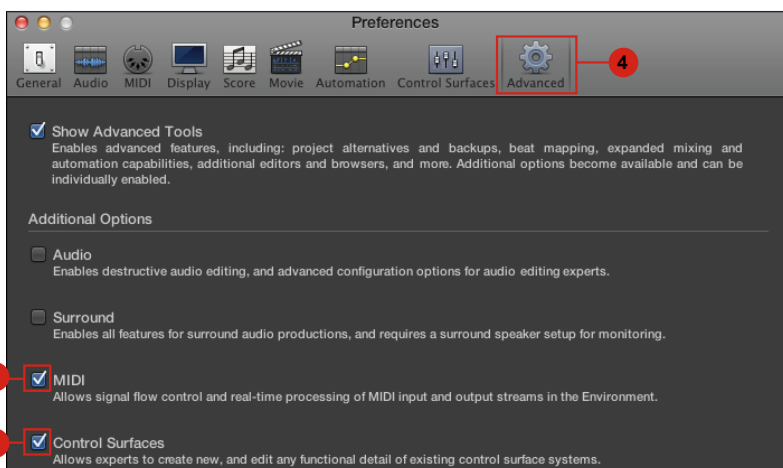 Preferences
General Audio MIDI Display Score Movie Automation Control Surfaces Advanced
4
Show Advanced Tools
Enables advanced features, including: project alternatives and backups, beat mapping, expanded mixing and
automation capabilities, additional editors and browsers, and more. Additional options become available and can be
individually enabled.
Additional Options
Audio
Enables destructive audio editing, and advanced configuration options for audio editing experts.
Surround
Enables all features for surround audio productions, and requires a surround speaker setup for monitoring.
MIDI
Allows signal flow control and real-time processing of MIDI input and output streams in the Environment.
Control Surfaces
Allows experts to create new, and edit any functional detail of existing control surface systems.